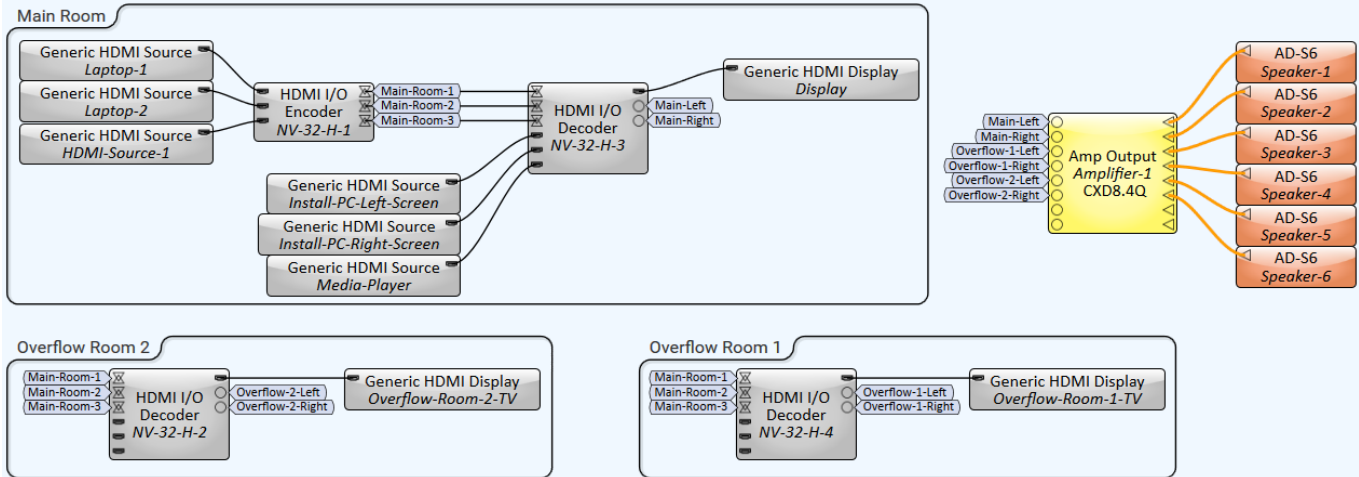 Main Room
Generic HDMI Source
Laptop-1
Generic HDMI Source
Laptop-2
Generic HDMI Source
HDMI-Source-1
HDMI I/O
Encoder
NV-32-H-1
Main-Room-1
Main-Room-2
Main-Room-3
HDMI I/O
Decoder
NV-32-H-3
Main-Left
Main-Right
Generic HDMI Display
Display
Generic HDMI Source
Install-PC-Left-Screen
Generic HDMI Source
Install-PC-Right-Screen
Generic HDMI Source
Media-Player
Main-Left
Main-Right
Overflow-1-Left
Overflow-1-Right
Overflow-2-Left
Overflow-2-Right
Amp Output
Amplifier-1
CXD8.4Q
AD-S6
Speaker-1
AD-S6
Speaker-2
AD-S6
Speaker-3
AD-S6
Speaker-4
AD-S6
Speaker-5
AD-S6
Speaker-6
Overflow Room 2
Main-Room-1
Main-Room-2
Main-Room-3
HDMI I/O
Decoder
NV-32-H-2
Overflow-2-Left
Overflow-2-Right
Generic HDMI Display
Overflow-Room-2-TV
Overflow Room 1
Main-Room-1
Main-Room-2
Main-Room-3
HDMI I/O
Decoder
NV-32-H-4
Overflow-1-Left
Overflow-1-Right
Generic HDMI Display
Overflow-Room-1-TV